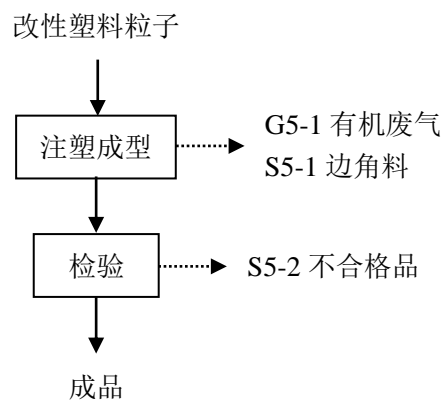 改性塑料粒子
注塑成型
G5-1 有机废气
S5-1 边角料
检验
S5-2 不合格品
成品